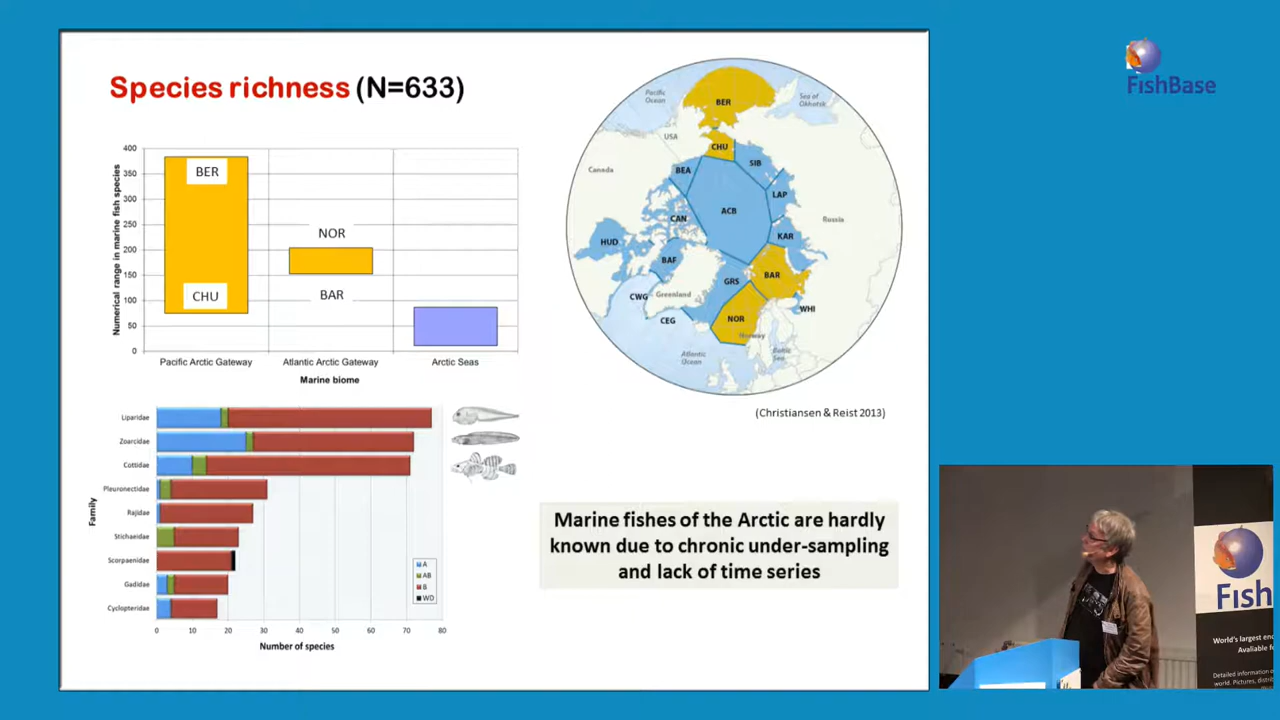 Species richness (N=633)
Numerical range in marine fish species
400
350
300
250
200
150
100
50
0
BER
CHU
NOR
BAR
Pacific Arctic Gateway
Atlantic Arctic Gateway
Arctic Seas
Marine biome
Pacific
Ocean
BER
Sea of
Okhotsk
USA
CHU
Canada
BEA
SIB
LAP
CAN
ACB
Russia
HUD
KAR
BAF
GRS
BAR
CWG
Greenland
CEG
NOR
WHI
Norway
Atlantic
Ocean
Baltic
Sea
(Christiansen & Reist 2013)
Family
Liparidae
Zoarcidae
Cottidae
Pleuronectidae
Rajidae
Stichaeidae
Scorpaenidae
Gadidae
Cyclopteridae
A
AB
B
WD
0 10 20 30 40 50 60 70 80
Number of species
Marine fishes of the Arctic are hardly
known due to chronic under-sampling
and lack of time series
FishBase
Fish
World's largest
Detailed information
world. Pictures,